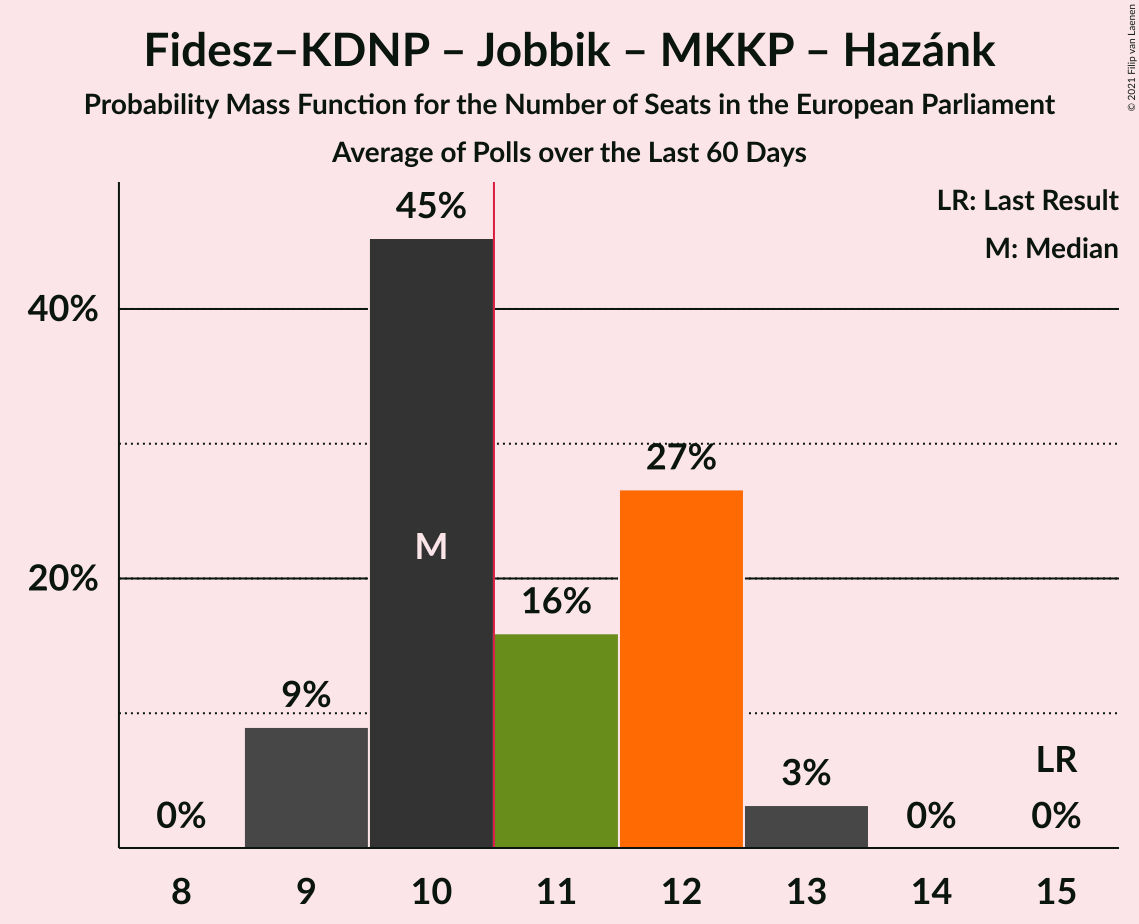 Fidesz–KDNP – Jobbik – MKKP – Hazánk
Probability Mass Function for the Number of Seats in the European Parliament
Average of Polls over the Last 60 Days
© 2021 Filip van Laenen
LR: Last Result
M: Median
40%
20%
0%
9%
45%
M
16%
27%
3%
0%
LR
0%
8 9 10 11 12 13 14 15